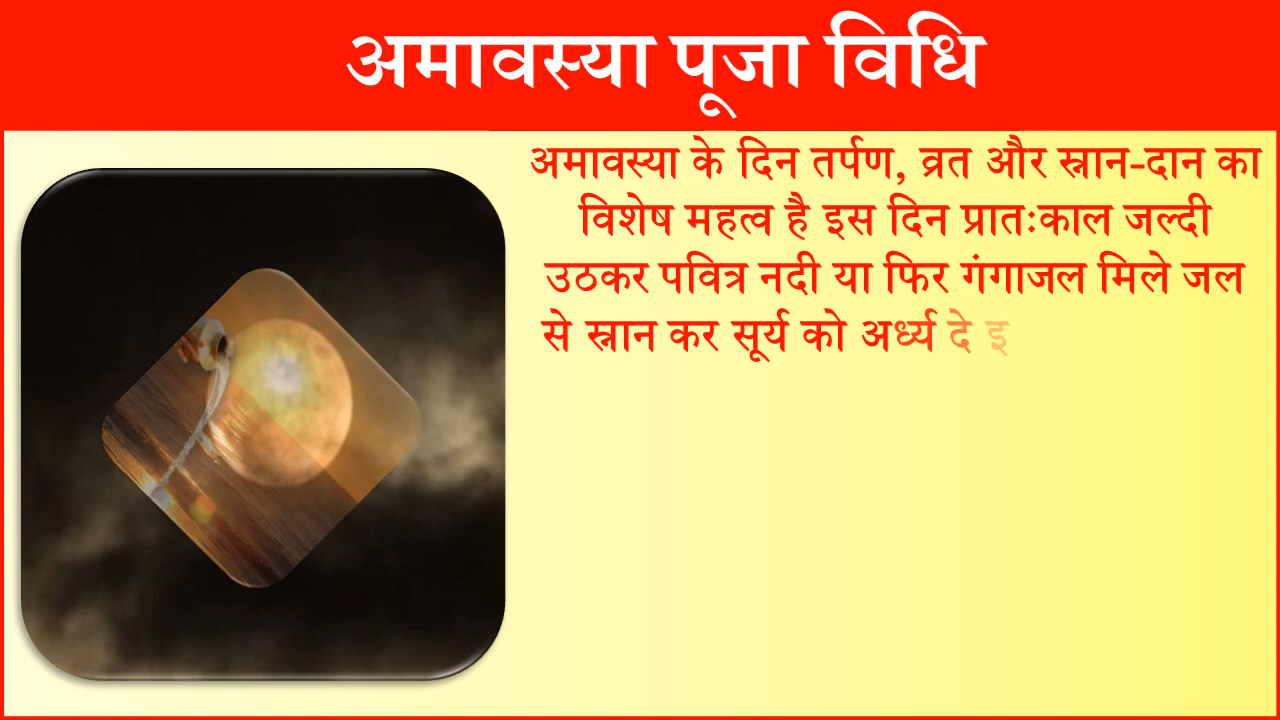 अमावस्या पूजा विधि
अमावस्या के दिन तर्पण, व्रत और स्नान-दान का
विशेष महत्व है इस दिन प्रातःकाल जल्दी
उठकर पवित्र नदी या फिर गंगाजल मिले जल
से स्नान कर सूर्य को अर्ध्य दे इ